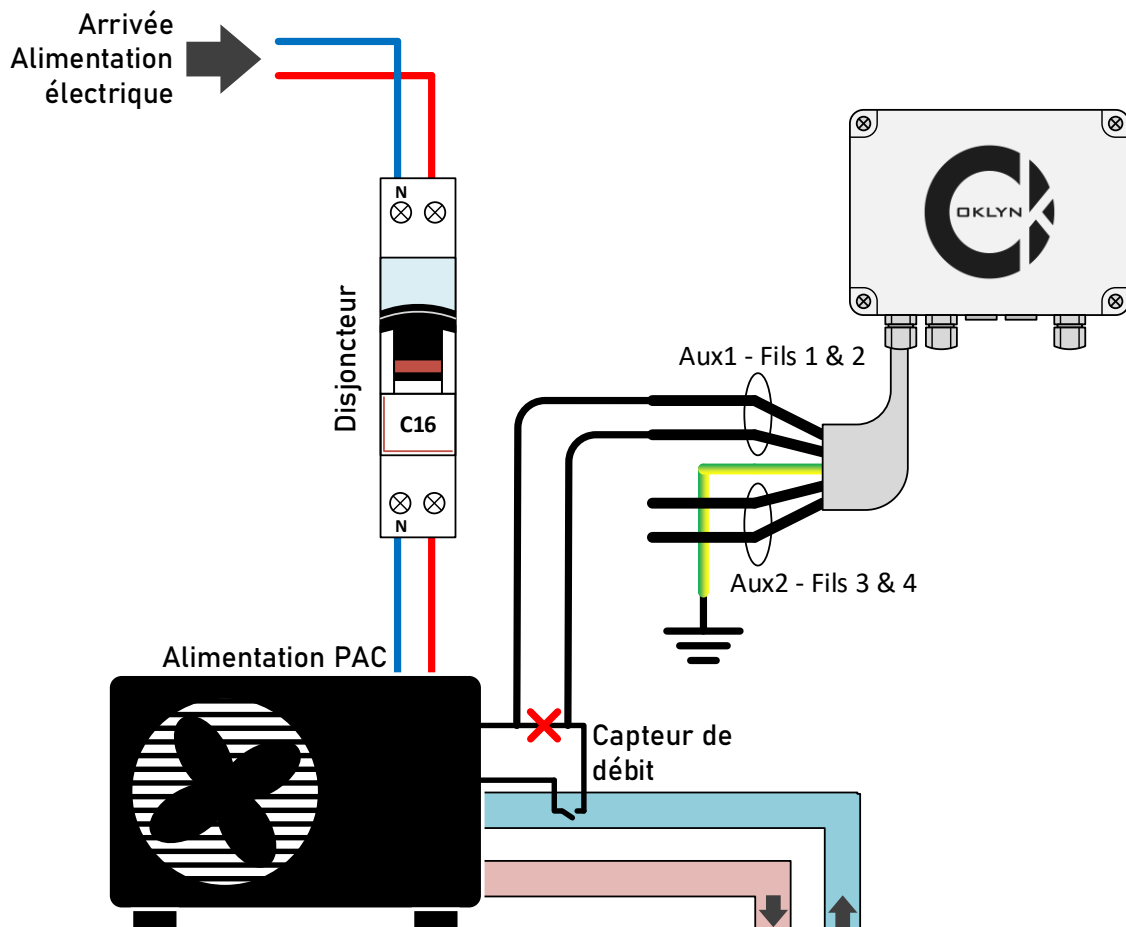 Arrivée
Alimentation
électrique
N
Disjoncteur
C16
N
OKLYN
Aux1 - Fils 1 & 2
Aux2 - Fils 3 & 4
Alimentation PAC
Capteur de
débit